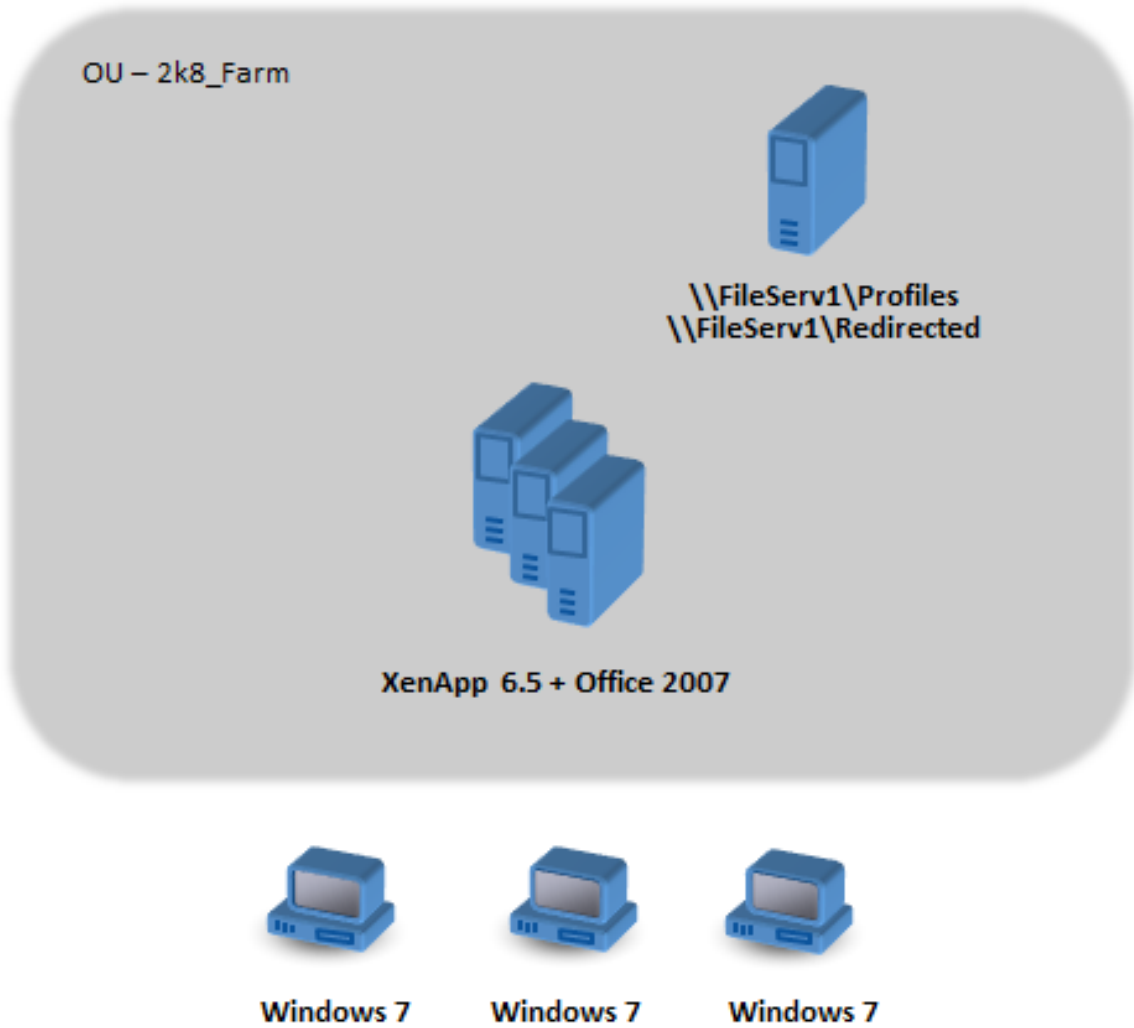 OU – 2k8_Farm
\\FileServ1\Profiles
\\FileServ1\Redirected
XenApp 6.5 + Office 2007
Windows 7
Windows 7
Windows 7